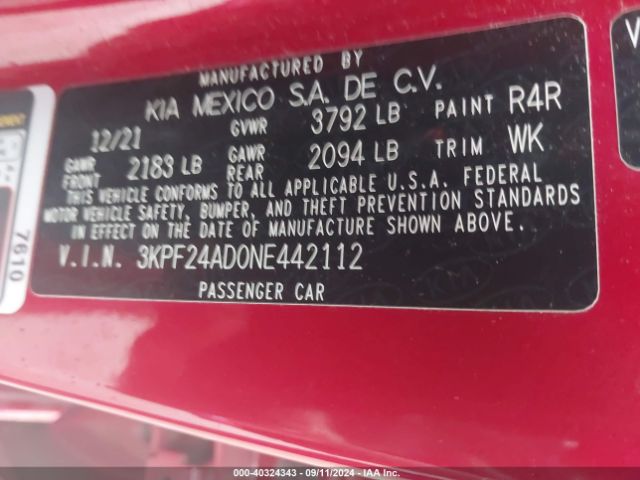 MANUFACTURED BY
KIA MEXICO S.A. DE C.V.
12/21 GVWR 3792 LB PAINT R4R
GAWR FRONT 2183 LB GAWR REAR 2094 LB TRIM WK
THIS VEHICLE CONFORMS TO ALL APPLICABLE U.S.A. FEDERAL
MOTOR VEHICLE SAFETY, BUMPER, AND THEFT PREVENTION STANDARDS
IN EFFECT ON THE DATE OF MANUFACTURE SHOWN ABOVE.
V.I.N. 3KPF24AD0NE442112
PASSENGER CAR
7610
V
000-40324343 - 09/11/2024 - IAA Inc.